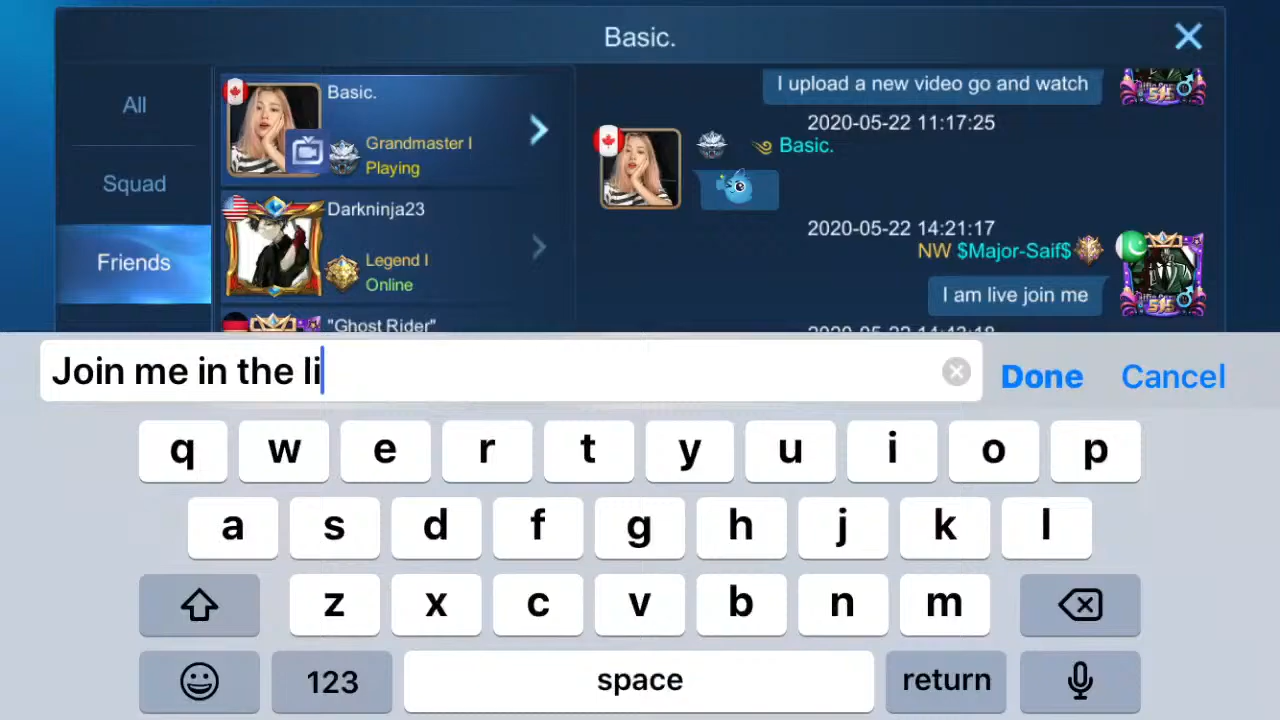 Basic.
All
Squad
Friends
Basic.
Grandmaster I
Playing
Darkninja23
Legend I
Online
"Ghost Rider"
I upload a new video go and watch
515
2020-05-22 11:17:25
Basic.
2020-05-22 14:21:17
NW $Major-Saif$
I am live join me
515
Join me in the li
Done
Cancel
q w e r t y u i o p
a s d f g h j k l
z x c v b n m
123
space
return